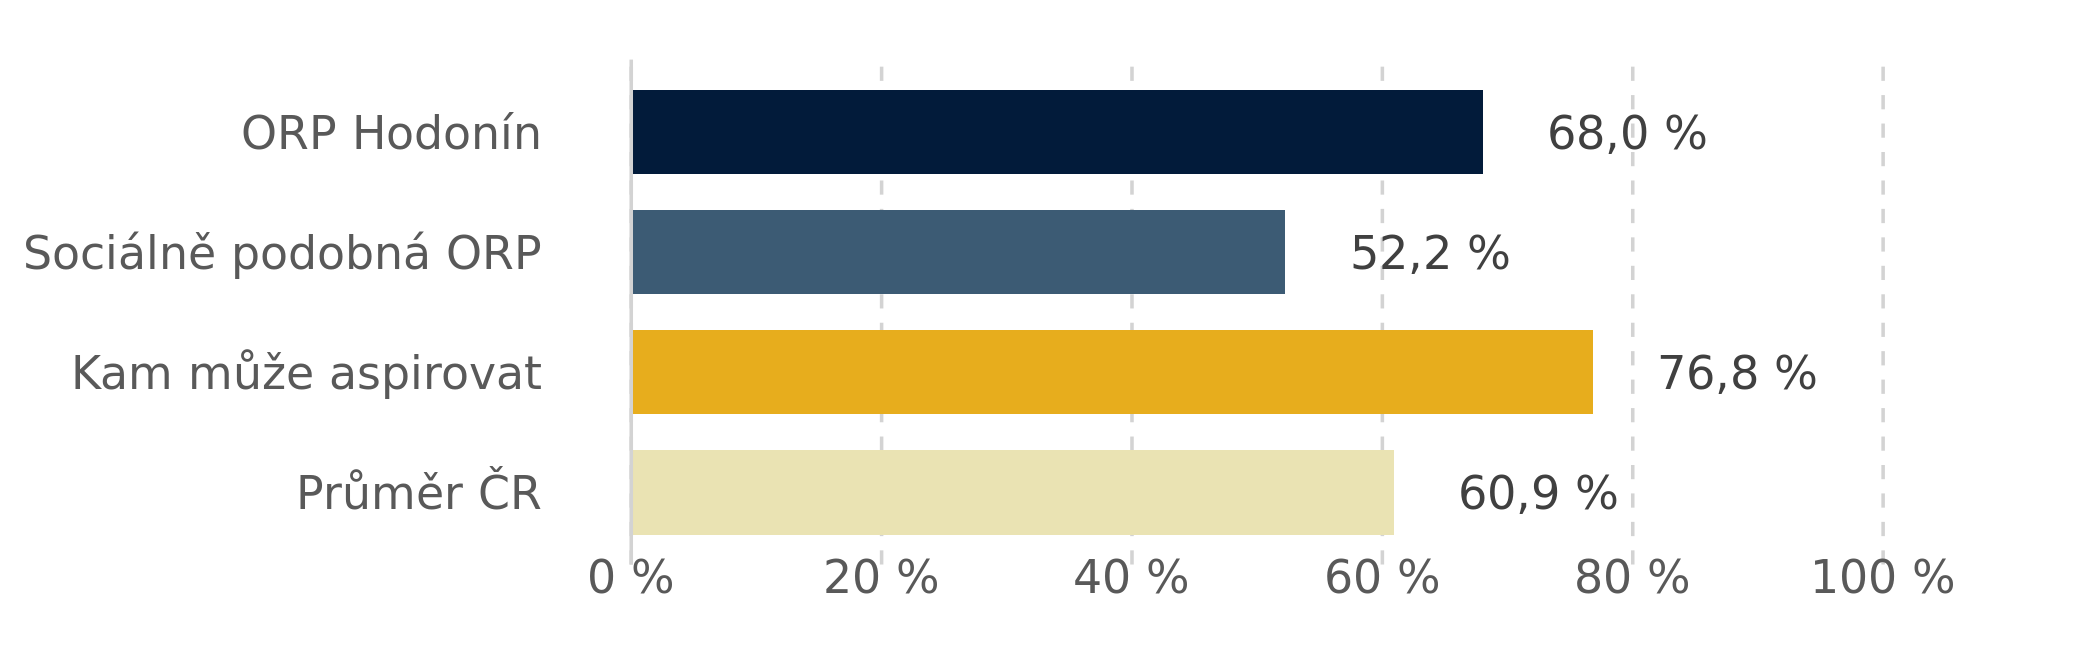 ORP Hodonín 68,0 %
Sociálně podobná ORP 52,2 %
Kam může aspirovat 76,8 %
Průměr ČR 60,9 %
0 % 20 % 40 % 60 % 80 % 100 %